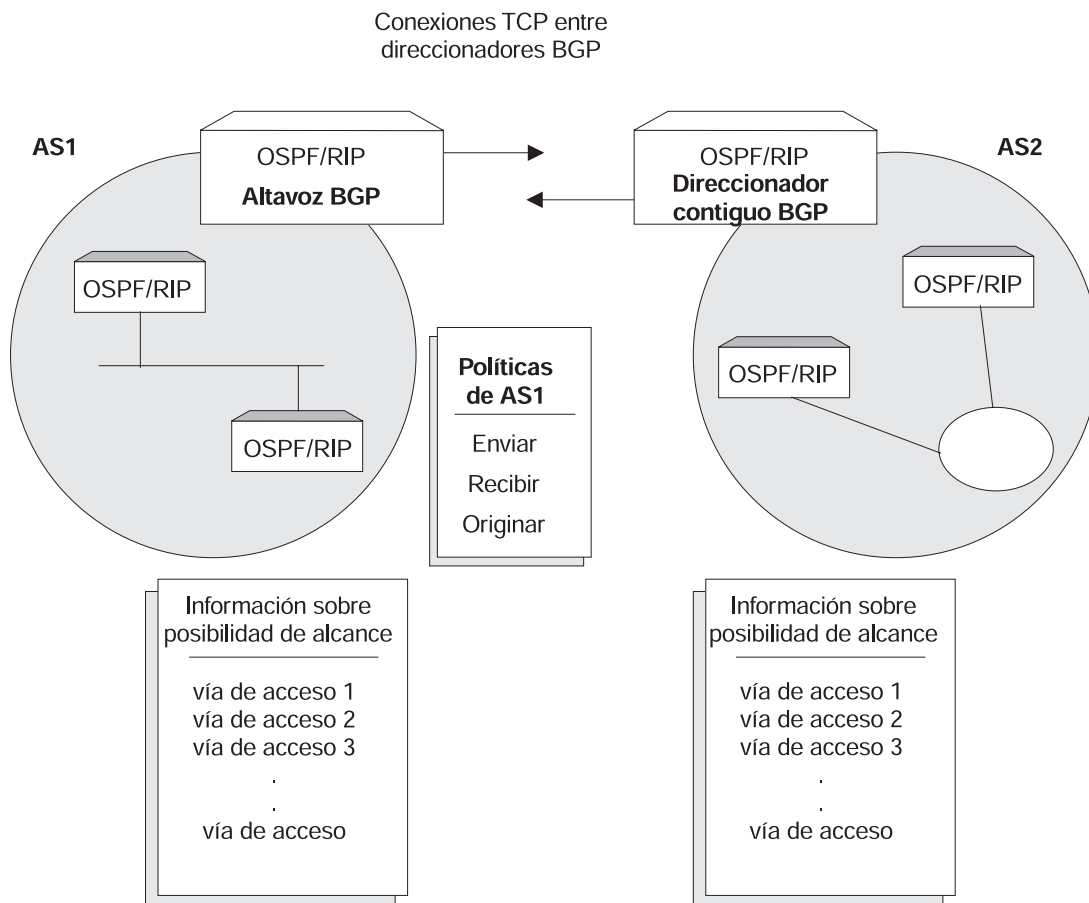 Conexiones TCP entre
direccionadores BGP
AS1
OSPF/RIP
Altavoz BGP
OSPF/RIP
Direccionador
contiguo BGP
AS2
OSPF/RIP
OSPF/RIP
OSPF/RIP
OSPF/RIP
Políticas
de AS1
Enviar
Recibir
Originar
Información sobre
posibilidad de alcance
vía de acceso 1
vía de acceso 2
vía de acceso 3
.
.
vía de acceso
Información sobre
posibilidad de alcance
vía de acceso 1
vía de acceso 2
vía de acceso 3
.
.
vía de acceso